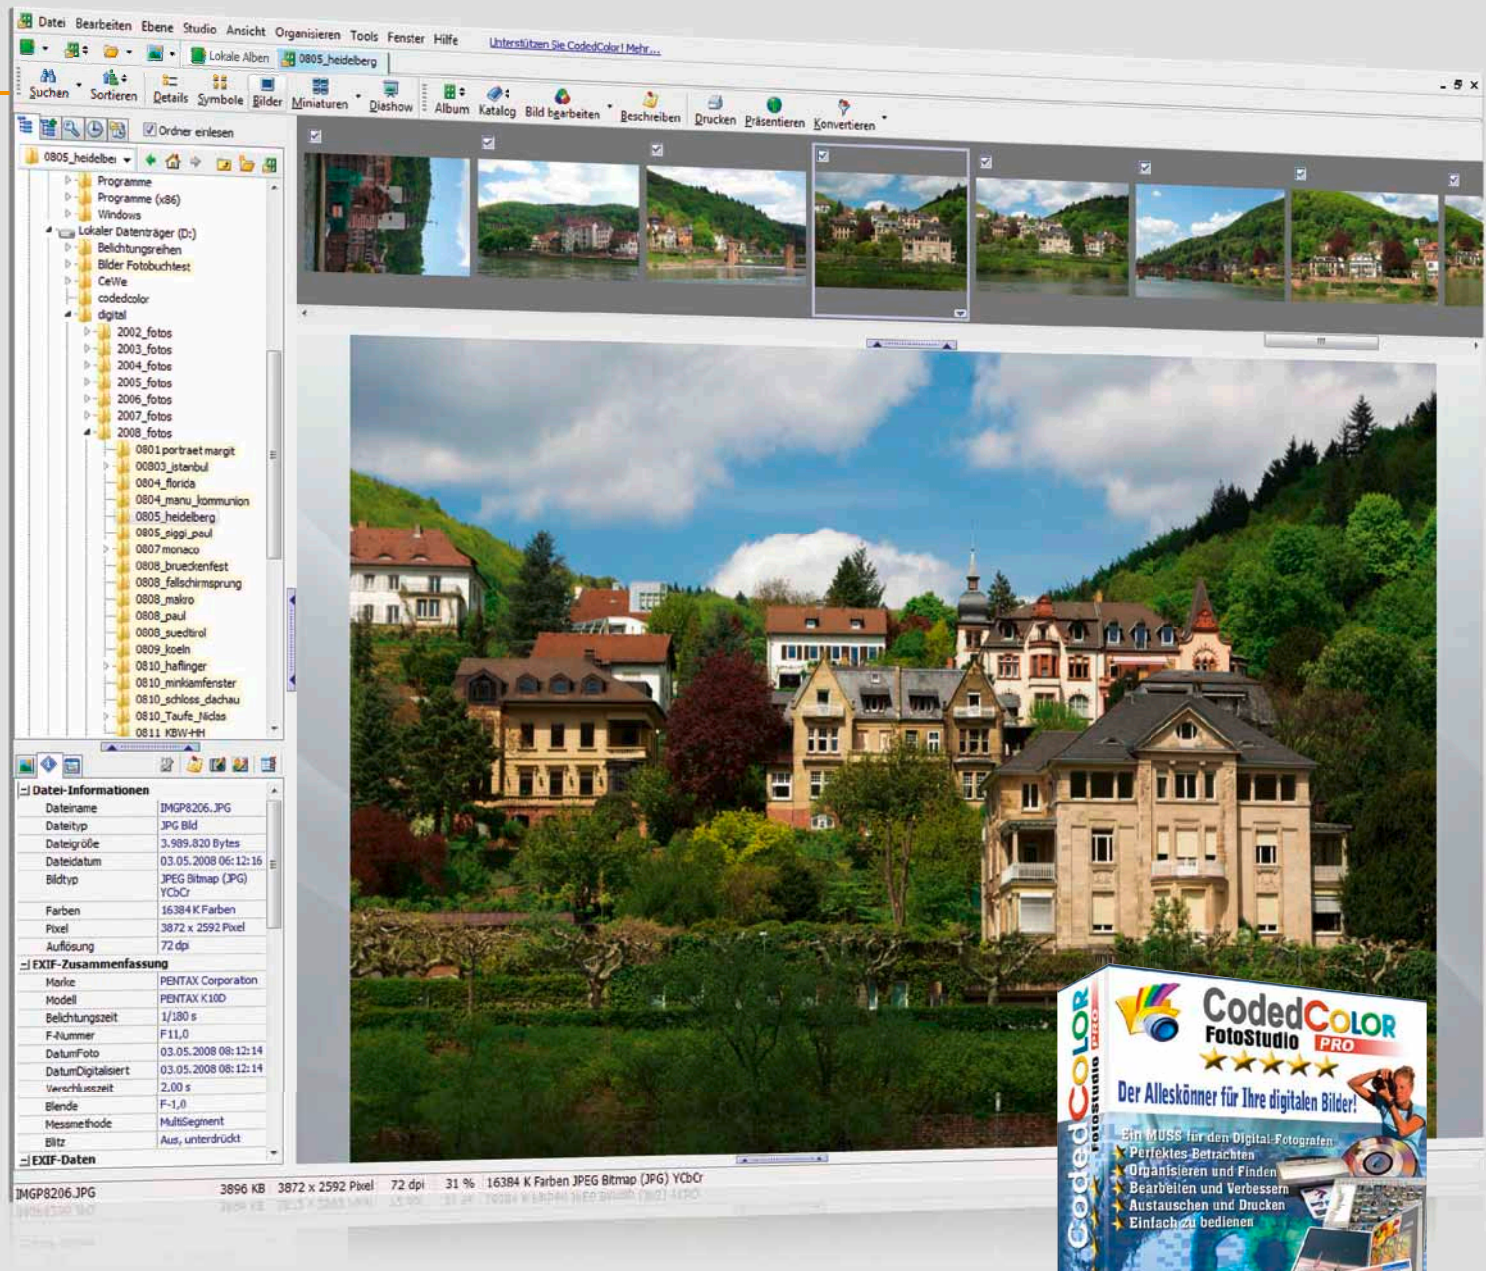 Datei Bearbeiten Ebene Studio Ansicht Organisieren Tools Fenster Hilfe
Unterstützen Sie CodedColor! Mehr...
Lokale Alben
0805_heidelberg
Suchen Sortieren Details Symbole Bilder Miniaturen Diashow Album Katalog Bild bearbeiten Beschreiben Drucken Präsentieren Konvertieren
Ordner einlesen
0805_heidelbei
Programme
Programme (x86)
Windows
Lokaler Datenträger (D:)
Belichtungsreihen
Bilder Fotobuchtest
CeWe
codedcolor
digital
2002_fotos
2003_fotos
2004_fotos
2005_fotos
2006_fotos
2007_fotos
2008_fotos
0801 portraet margit
00803_istanbul
0804_florida
0804_manu_kommunion
0805_heidelberg
0805_siggi_paul
0807 monaco
0808_brueckenfest
0808_fallschirmsprung
0808_makro
0808_paul
0808_suedtirol
0809_koeln
0810_haflinger
0810_minkiamfenster
0810_schloss_dachau
0810_Taufe_Niclas
0811 KBW-HH
Datei-Informationen
Dateiname IMGP8206.JPG
Dateityp JPG Bild
Dateigröße 3.989.820 Bytes
Dateidatum 03.05.2008 06:12:16
Bildtyp JPEG Bitmap (JPG)
YCbCr
Farben 16384 K Farben
Pixel 3872 x 2592 Pixel
Auflösung 72 dpi
EXIF-Zusammenfassung
Marke PENTAX Corporation
Modell PENTAX K10D
Belichtungszeit 1/180 s
F-Nummer F11,0
DatumFoto 03.05.2008 08:12:14
DatumDigitalisiert 03.05.2008 08:12:14
Verschlusszeit 2,00 s
Blende F-1,0
Messmethode MultiSegment
Blitz Aus, unterdrückt
EXIF-Daten
IMGP8206.JPG 3896 KB 3872 x 2592 Pixel 72 dpi 31 % 16384 K Farben JPEG Bitmap (JPG) YCbCr
CodedColor
FotoStudio PRO
CodedColor
FotoStudio PRO
Der Alleskönner für Ihre digitalen Bilder!
Ein MUSS für den Digital-Fotografen
Perfektes Betrachten
Organisieren und Finden
Bearbeiten und Verbessern
Austauschen und Drucken
Einfach zu bedienen